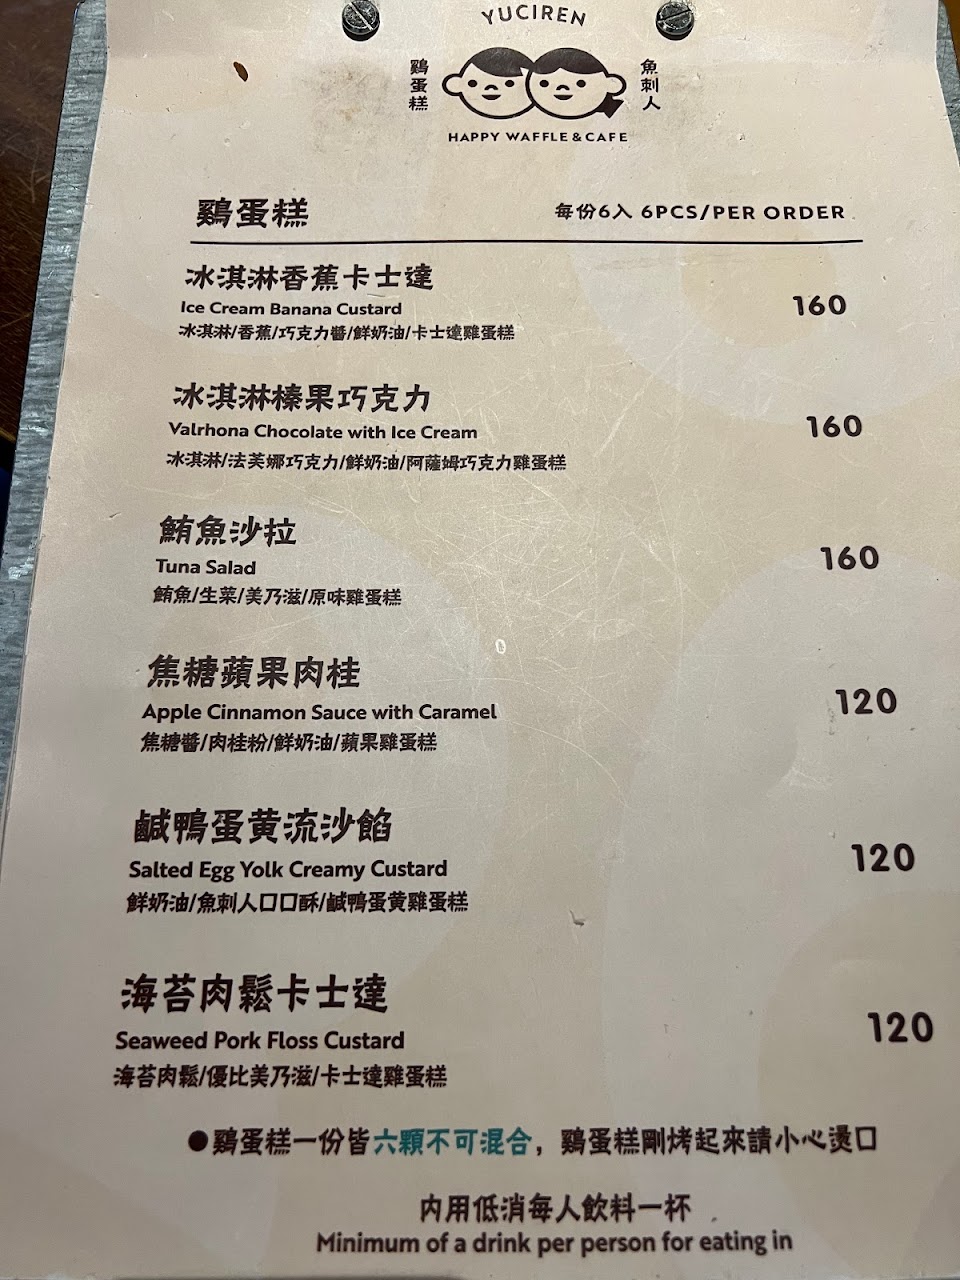 YUCIREN
鷄蛋糕
魚刺人
HAPPY WAFFLE & CAFE
鷄蛋糕 每份6入 6PCS/PER ORDER
冰淇淋香蕉卡士達
Ice Cream Banana Custard 160
冰淇淋/香蕉/巧克力醬/鮮奶油/卡士達雞蛋糕
冰淇淋榛果巧克力
Valrhona Chocolate with Ice Cream 160
冰淇淋/法芙娜巧克力/鮮奶油/阿薩姆巧克力雞蛋糕
鮪魚沙拉
Tuna Salad 160
鮪魚/生菜/美乃滋/原味雞蛋糕
焦糖蘋果肉桂
Apple Cinnamon Sauce with Caramel 120
焦糖醬/肉桂粉/鮮奶油/蘋果雞蛋糕
鹹鴨蛋黄流沙餡
Salted Egg Yolk Creamy Custard 120
鮮奶油/魚刺人口口酥/鹹鴨蛋黄雞蛋糕
海苔肉鬆卡士達
Seaweed Pork Floss Custard 120
海苔肉鬆/優比美乃滋/卡士達雞蛋糕
●鷄蛋糕一份皆六顆不可混合，鷄蛋糕剛烤起來請小心燙口
內用低消每人飲料一杯
Minimum of a drink per person for eating in